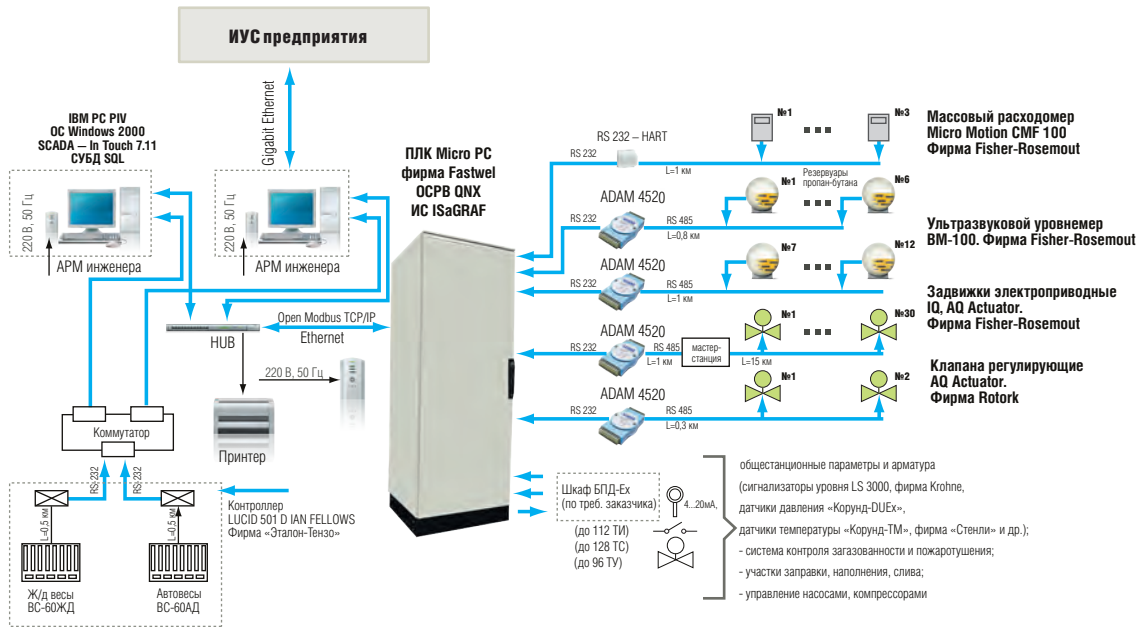 ИУС предприятия
Gigabit Ethernet
IBM PC PIV
ОС Windows 2000
SCADA – In Touch 7.11
СУБД SQL
220 В, 50 Гц
АРМ инженера
220 В, 50 Гц
АРМ инженера
HUB
Open Modbus TCP/IP
Ethernet
220 В, 50 Гц
Принтер
Коммутатор
RS 232
RS 232
L=0,5 км
L=0,5 км
Ж/д весы
ВС-60ЖД
Автовесы
ВС-60АД
Контроллер
LUCID 501 D IAN FELLOWS
Фирма «Эталон-Тензо»
ПЛК Micro PC
фирма Fastwel
ОСРВ QNX
ИС ISaGRAF
RS 232 – HART
RS 232
L=1 км
№1
№3
Массовый расходомер
Micro Motion CMF 100
Фирма Fisher-Rosemout
ADAM 4520
RS 232
RS 485
L=0,8 км
Резервуары
пропан-бутана
№1
№6
Ультразвуковой уровнемер
BM-100. Фирма Fisher-Rosemout
ADAM 4520
RS 232
RS 485
L=1 км
№7
№12
Задвижки электроприводные
IQ, AQ Actuator.
Фирма Fisher-Rosemout
ADAM 4520
RS 232
RS 485
L=1 км
мастер-
станция
L=15 км
№1
№30
Клапана регулирующие
AQ Actuator.
Фирма Rotork
ADAM 4520
RS 232
RS 485
L=0,3 км
№1
№2
Шкаф БПД-Ex
(по треб. заказчика)
4...20мА,
(до 112 ТИ)
(до 128 ТС)
(до 96 ТУ)
общестанционные параметры и арматура
(сигнализаторы уровня LS 3000, фирма Krohne,
датчики давления «Корунд-DUEx»,
датчики температуры «Корунд-ТМ», фирма «Стенли» и др.);
- система контроля загазованности и пожаротушения;
- участки заправки, наполнения, слива;
- управление насосами, компрессорами